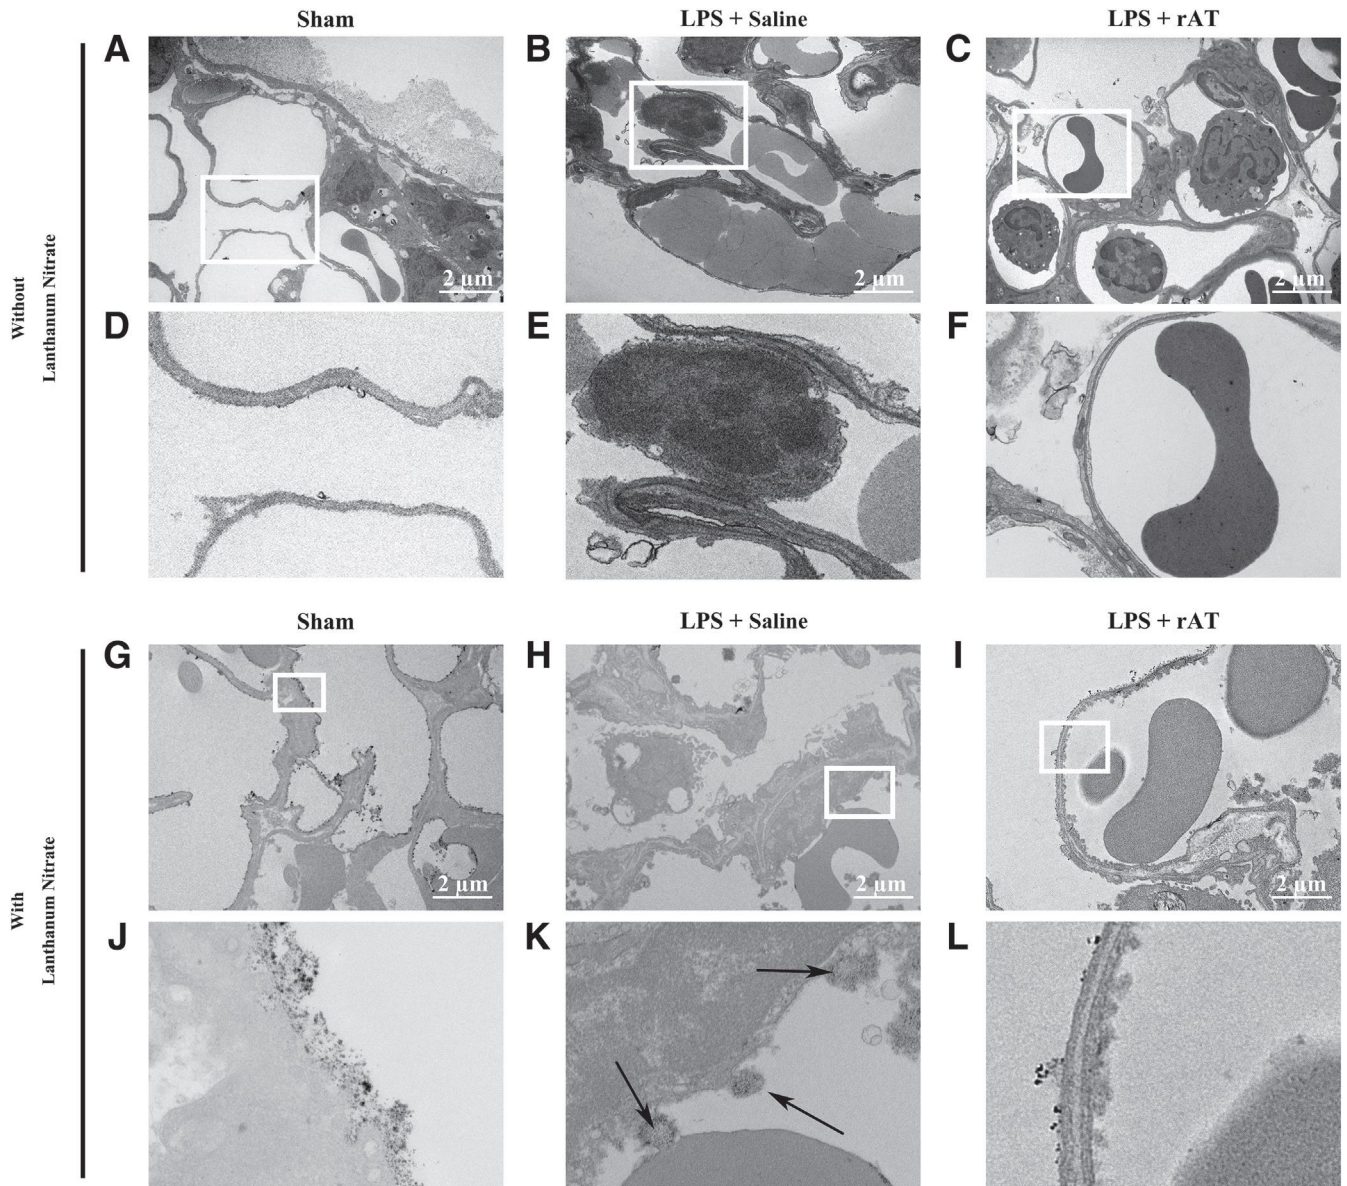 Sham
LPS + Saline
LPS + rAT
A
B
C
2 μm
2 μm
2 μm
Without
Lanthanum Nitrate
D
E
F
Sham
LPS + Saline
LPS + rAT
G
H
I
2 μm
2 μm
2 μm
With
Lanthanum Nitrate
J
K
L